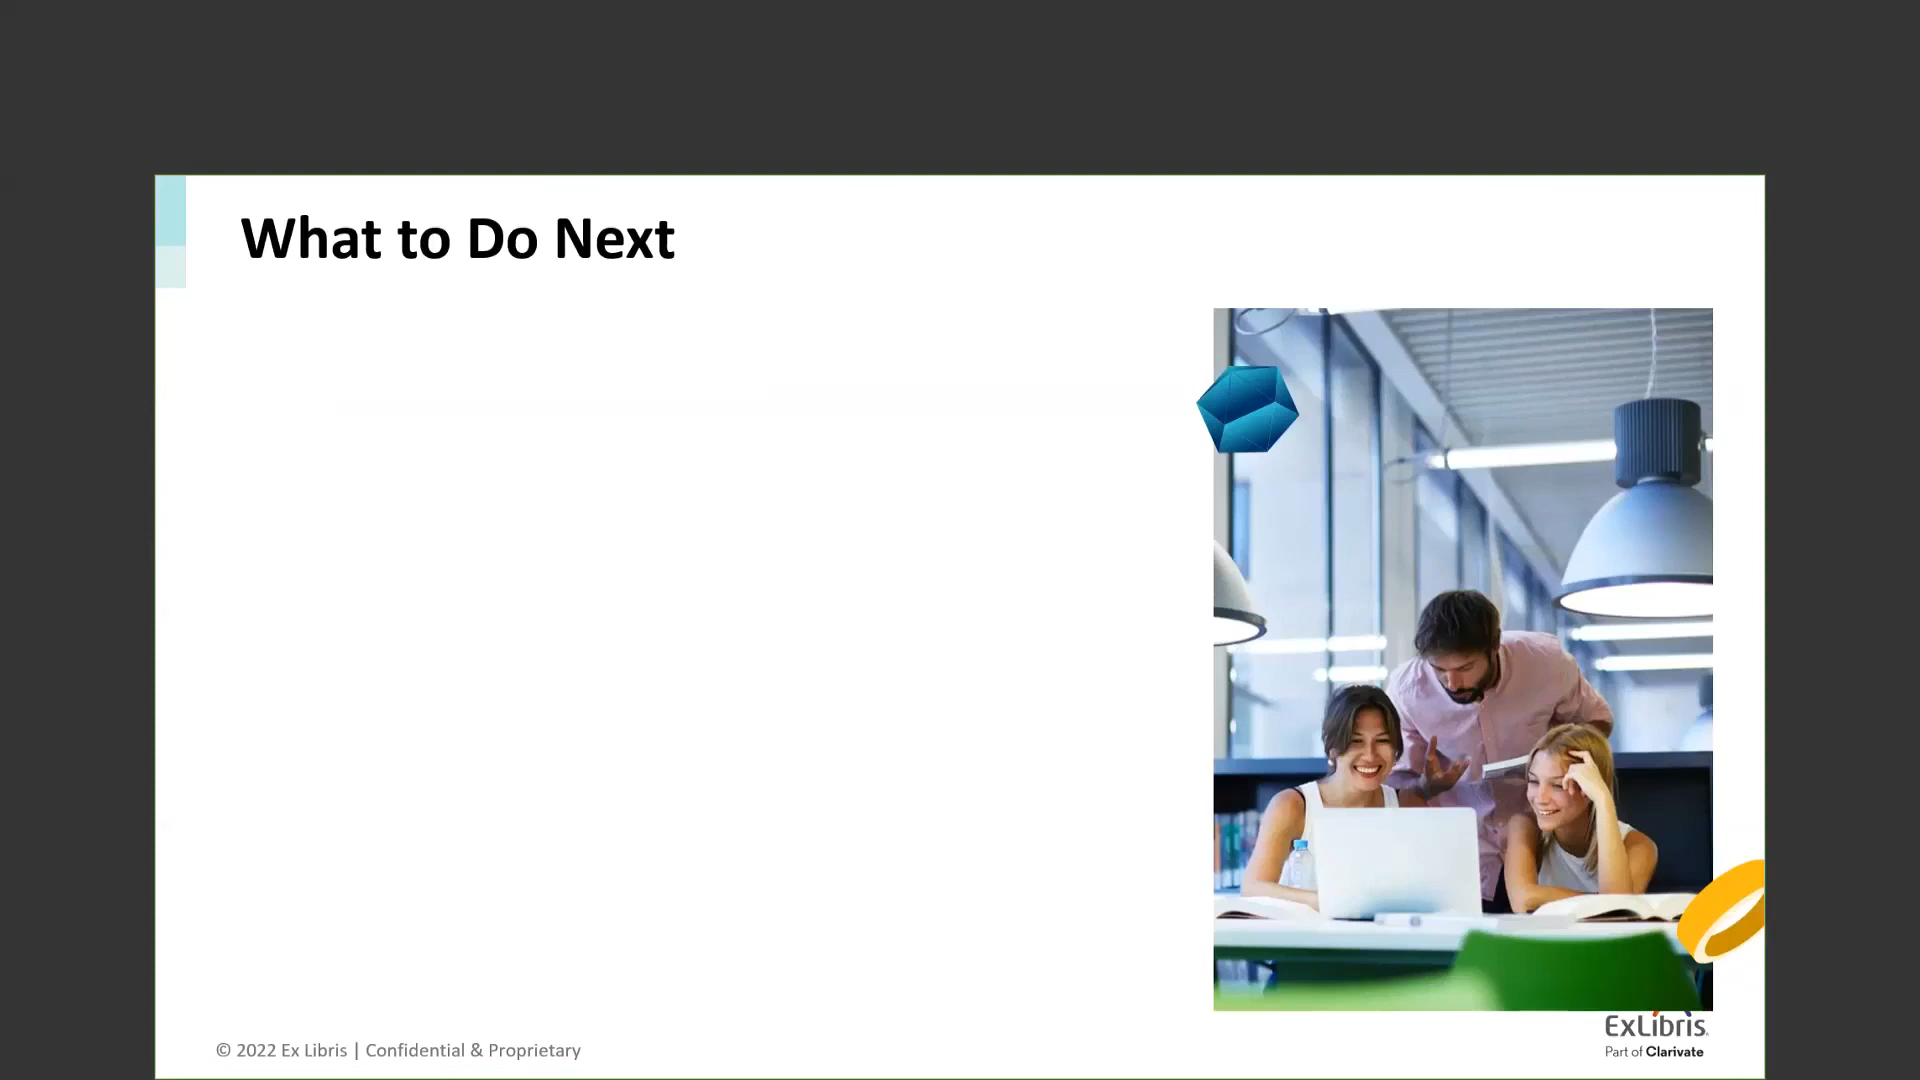 What to Do Next
© 2022 Ex Libris | Confidential & Proprietary
ExLibris
Part of Clarivate